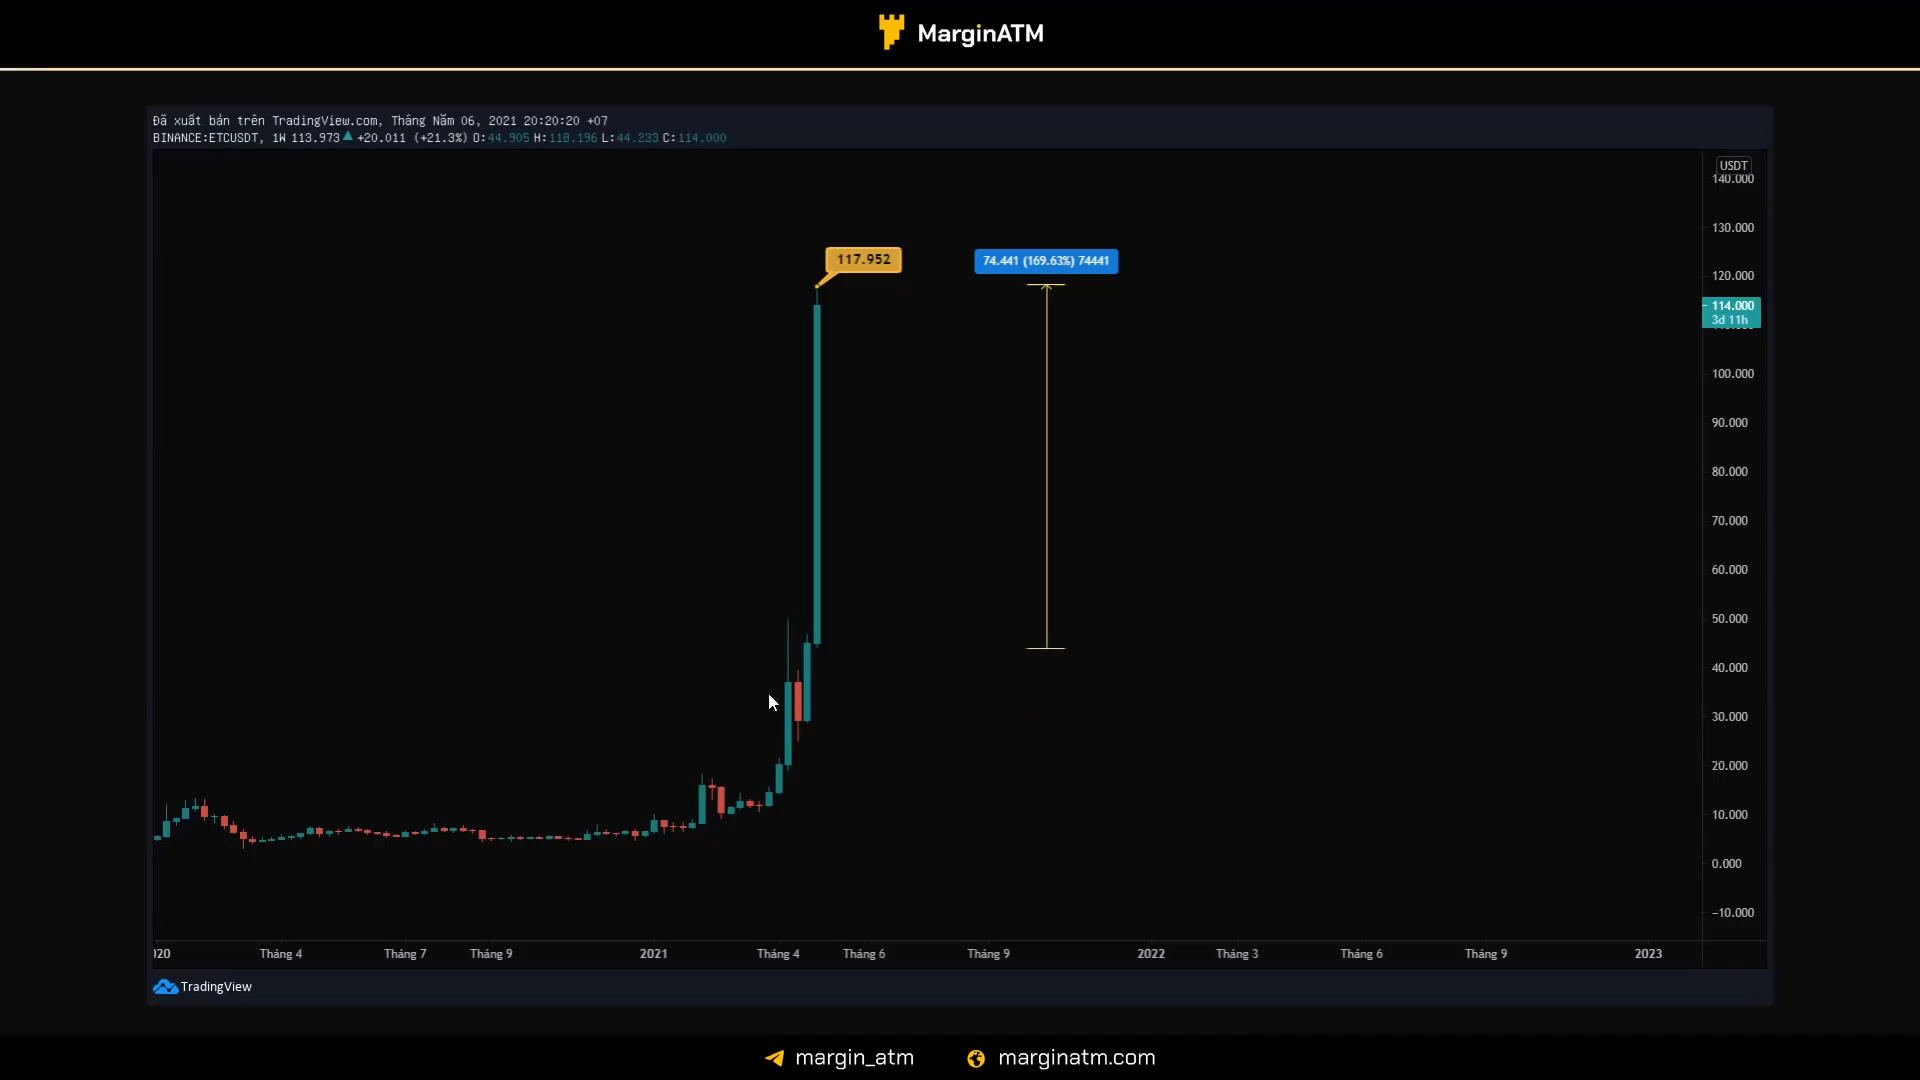 MarginATM
Đã xuất bản trên TradingView.com, Tháng Năm 06, 2021 20:20:20 +07
BINANCE:ETCUSDT, 1W 113.973 ▲ +20.011 (+21.3%) O:44.905 H:118.196 L:44.233 C:114.000
USDT
140.000
130.000
117.952
74.441 (169.63%) 74441
120.000
114.000
3d 11h
100.000
90.000
80.000
70.000
60.000
50.000
40.000
30.000
20.000
10.000
0.000
−10.000
020 Tháng 4 Tháng 7 Tháng 9 2021 Tháng 4 Tháng 6 Tháng 9 2022 Tháng 3 Tháng 6 Tháng 9 2023
TradingView
margin_atm marginatm.com